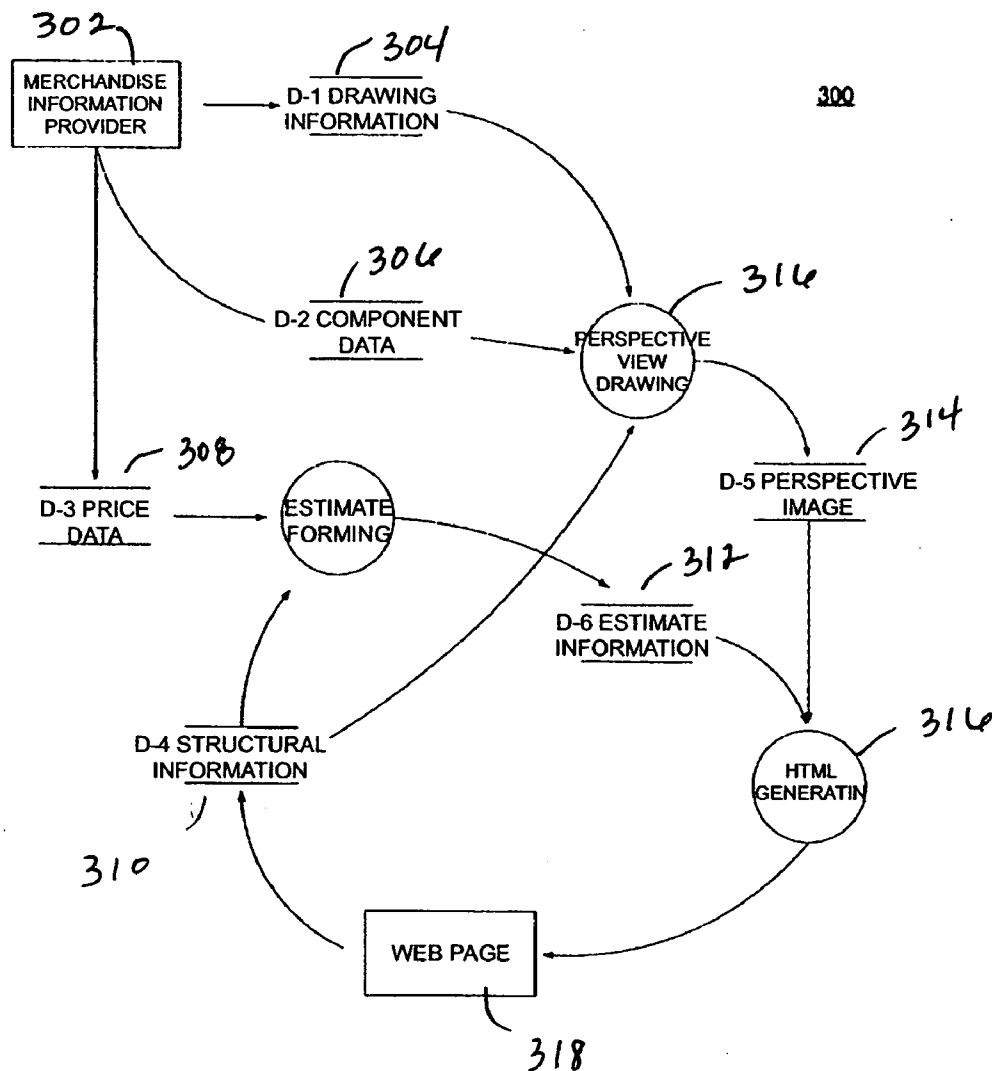 302
MERCHANDISE
INFORMATION
PROVIDER
304
D-1 DRAWING
INFORMATION
300
306
D-2 COMPONENT
DATA
316
PERSPECTIVE
VIEW
DRAWING
308
D-3 PRICE
DATA
ESTIMATE
FORMING
314
D-5 PERSPECTIVE
IMAGE
312
D-6 ESTIMATE
INFORMATION
D-4 STRUCTURAL
INFORMATION
310
316
HTML
GENERATIN
WEB PAGE
318